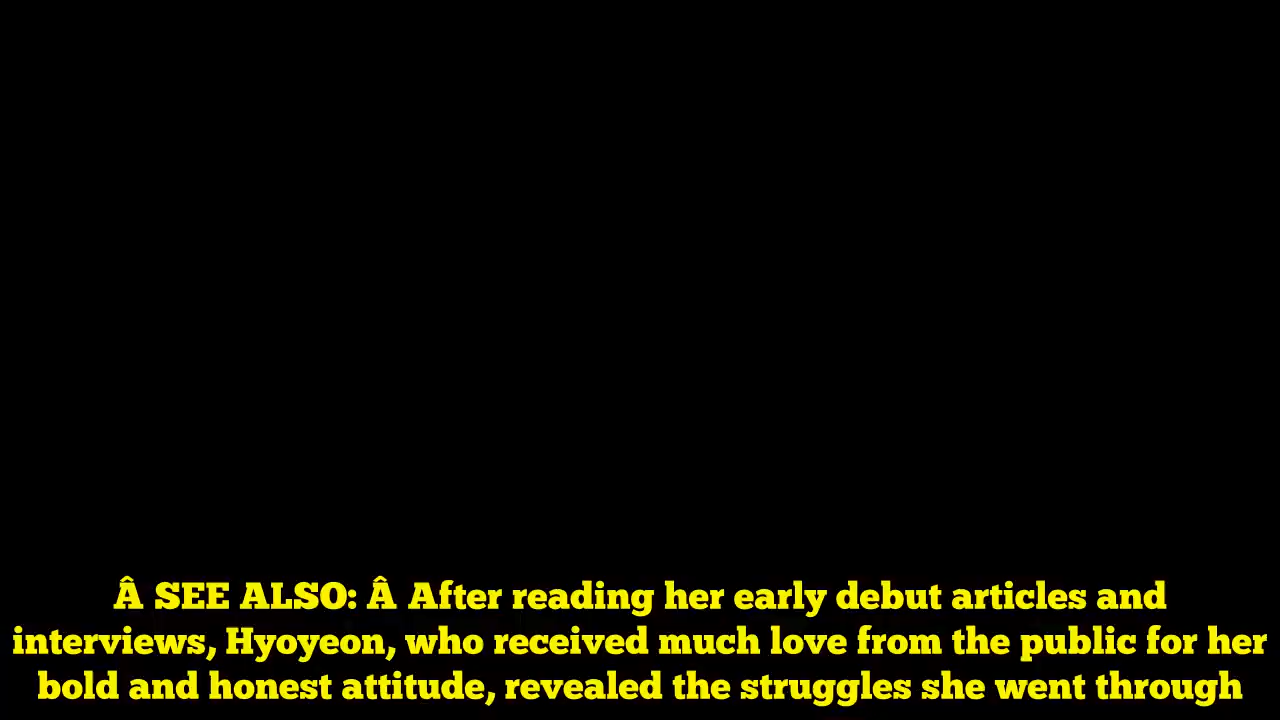 Â SEE ALSO: Â After reading her early debut articles and
interviews, Hyoyeon, who received much love from the public for her
bold and honest attitude, revealed the struggles she went through